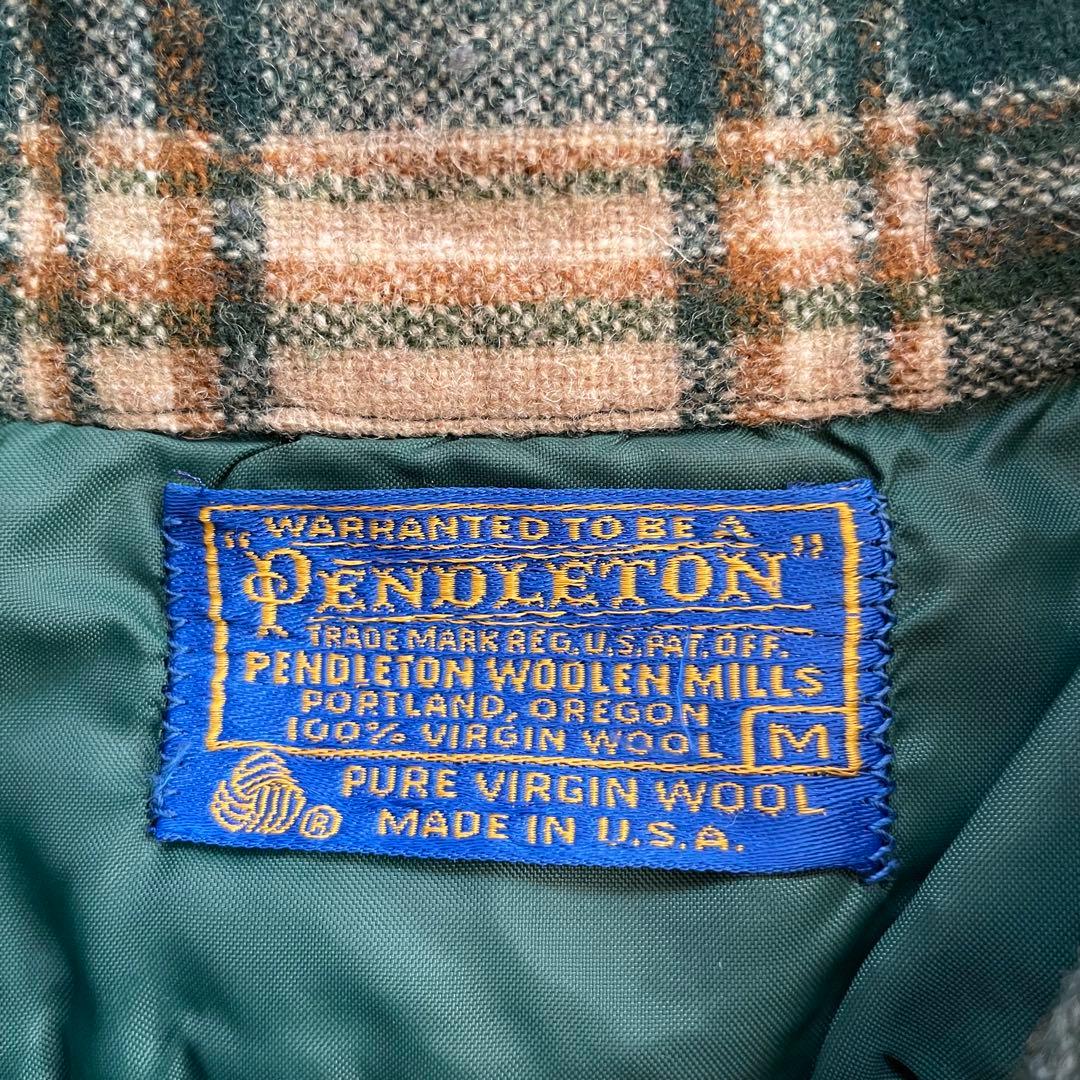 WARRANTED TO BE A
"PENDLETON"
TRADE MARK REG. U.S. PAT. OFF.
PENDLETON WOOLEN MILLS
PORTLAND, OREGON
100% VIRGIN WOOL M
PURE VIRGIN WOOL
® MADE IN U.S.A.